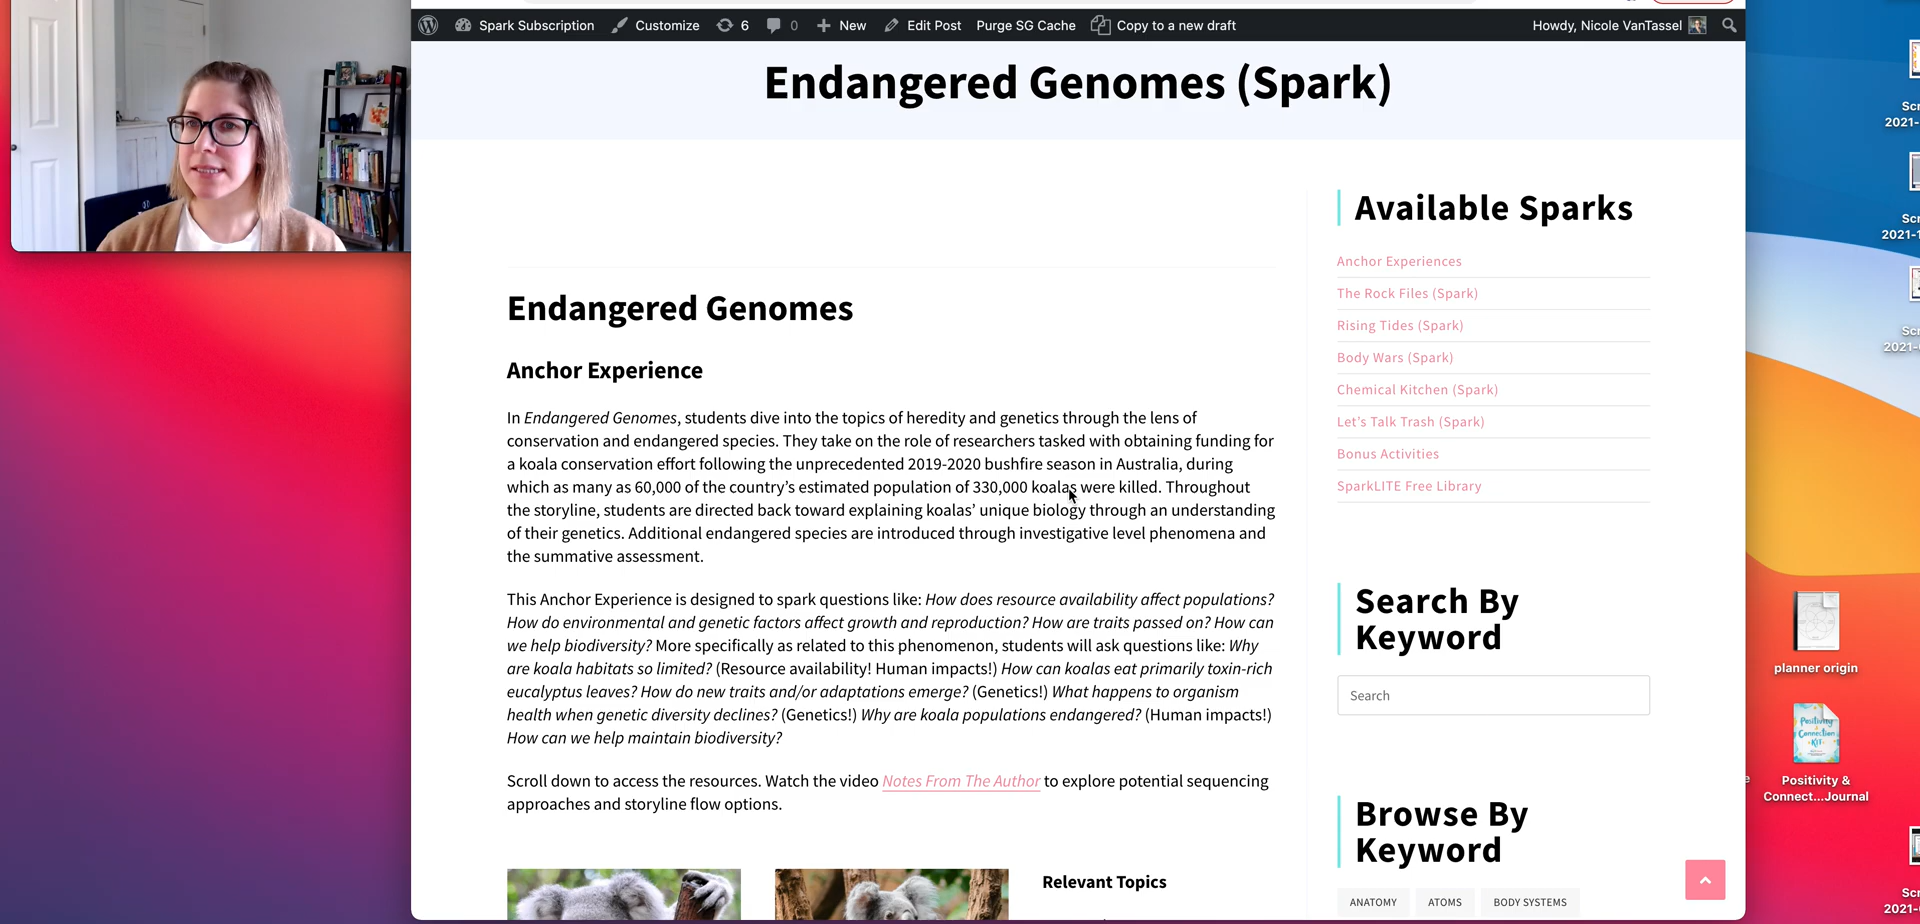 Spark Subscription Customize 6 0 New Edit Post Purge SG Cache Copy to a new draft Howdy, Nicole VanTassel
Endangered Genomes (Spark)
Endangered Genomes
Anchor Experience
In Endangered Genomes, students dive into the topics of heredity and genetics through the lens of
conservation and endangered species. They take on the role of researchers tasked with obtaining funding for
a koala conservation effort following the unprecedented 2019-2020 bushfire season in Australia, during
which as many as 60,000 of the country's estimated population of 330,000 koalas were killed. Throughout
the storyline, students are directed back toward explaining koalas' unique biology through an understanding
of their genetics. Additional endangered species are introduced through investigative level phenomena and
the summative assessment.
This Anchor Experience is designed to spark questions like: How does resource availability affect populations?
How do environmental and genetic factors affect growth and reproduction? How are traits passed on? How can
we help biodiversity? More specifically as related to this phenomenon, students will ask questions like: Why
are koala habitats so limited? (Resource availability! Human impacts!) How can koalas eat primarily toxin-rich
eucalyptus leaves? How do new traits and/or adaptations emerge? (Genetics!) What happens to organism
health when genetic diversity declines? (Genetics!) Why are koala populations endangered? (Human impacts!)
How can we help maintain biodiversity?
Scroll down to access the resources. Watch the video Notes From The Author to explore potential sequencing
approaches and storyline flow options.
Relevant Topics
Available Sparks
Anchor Experiences
The Rock Files (Spark)
Rising Tides (Spark)
Body Wars (Spark)
Chemical Kitchen (Spark)
Let's Talk Trash (Spark)
Bonus Activities
SparkLITE Free Library
Search By
Keyword
Search
Browse By
Keyword
ANATOMY ATOMS BODY SYSTEMS
Scr
2021-
Scr
2021-1
Scr
2021-
planner origin
Positivity
Connection
KIT
Positivity &
Connect...Journal
Scr
2021-